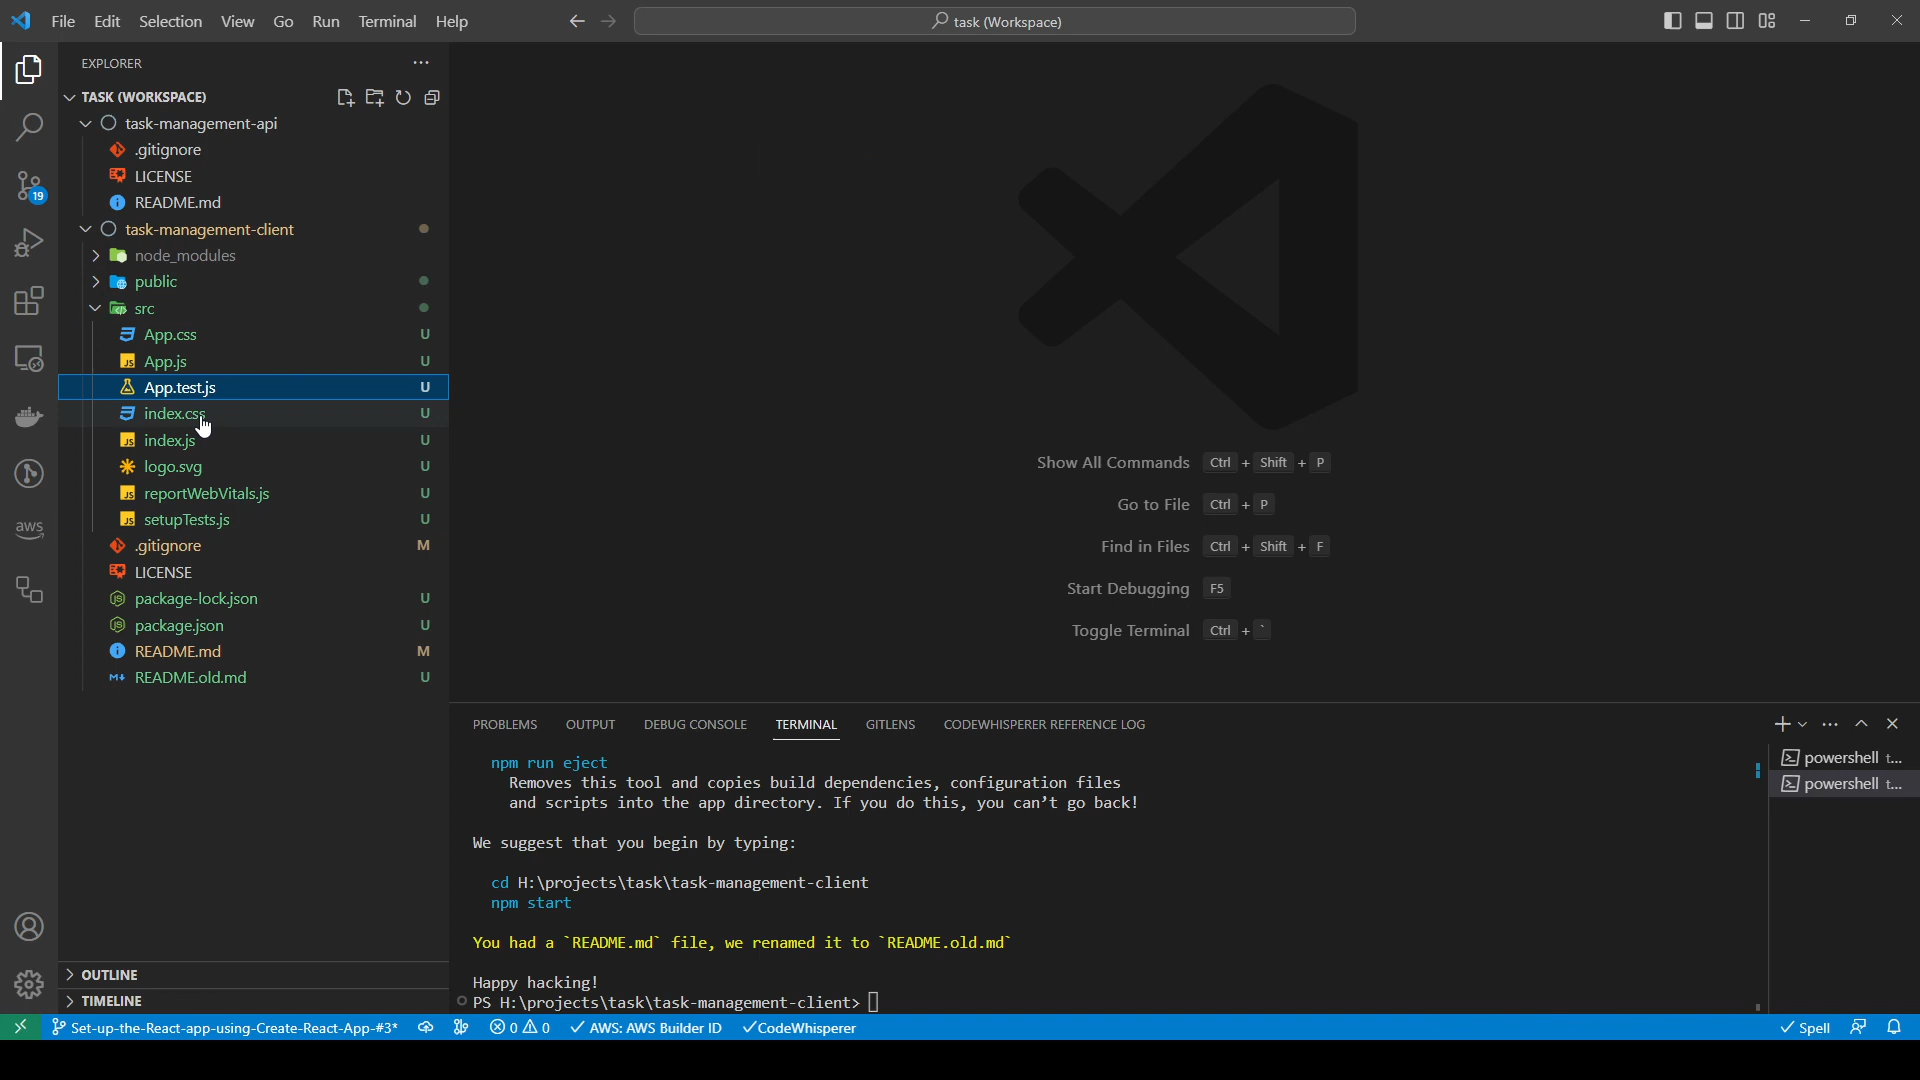 File Edit Selection View Go Run Terminal Help
task (Workspace)
EXPLORER
TASK (WORKSPACE)
task-management-api
.gitignore
LICENSE
README.md
task-management-client
node_modules
public
src
App.css U
App.js U
App.test.js U
index.css U
index.js U
logo.svg U
reportWebVitals.js U
setupTests.js U
.gitignore M
LICENSE
package-lock.json U
package.json U
README.md M
README.old.md U
OUTLINE
TIMELINE
19
aws
Show All Commands Ctrl + Shift + P
Go to File Ctrl + P
Find in Files Ctrl + Shift + F
Start Debugging F5
Toggle Terminal Ctrl + `
PROBLEMS OUTPUT DEBUG CONSOLE TERMINAL GITLENS CODEWHISPERER REFERENCE LOG
npm run eject
Removes this tool and copies build dependencies, configuration files
and scripts into the app directory. If you do this, you can’t go back!
We suggest that you begin by typing:
cd H:\projects\task\task-management-client
npm start
You had a `README.md` file, we renamed it to `README.old.md`
Happy hacking!
PS H:\projects\task\task-management-client>
powershell t...
powershell t...
Set-up-the-React-app-using-Create-React-App-#3* 0 0 AWS: AWS Builder ID CodeWhisperer Spell